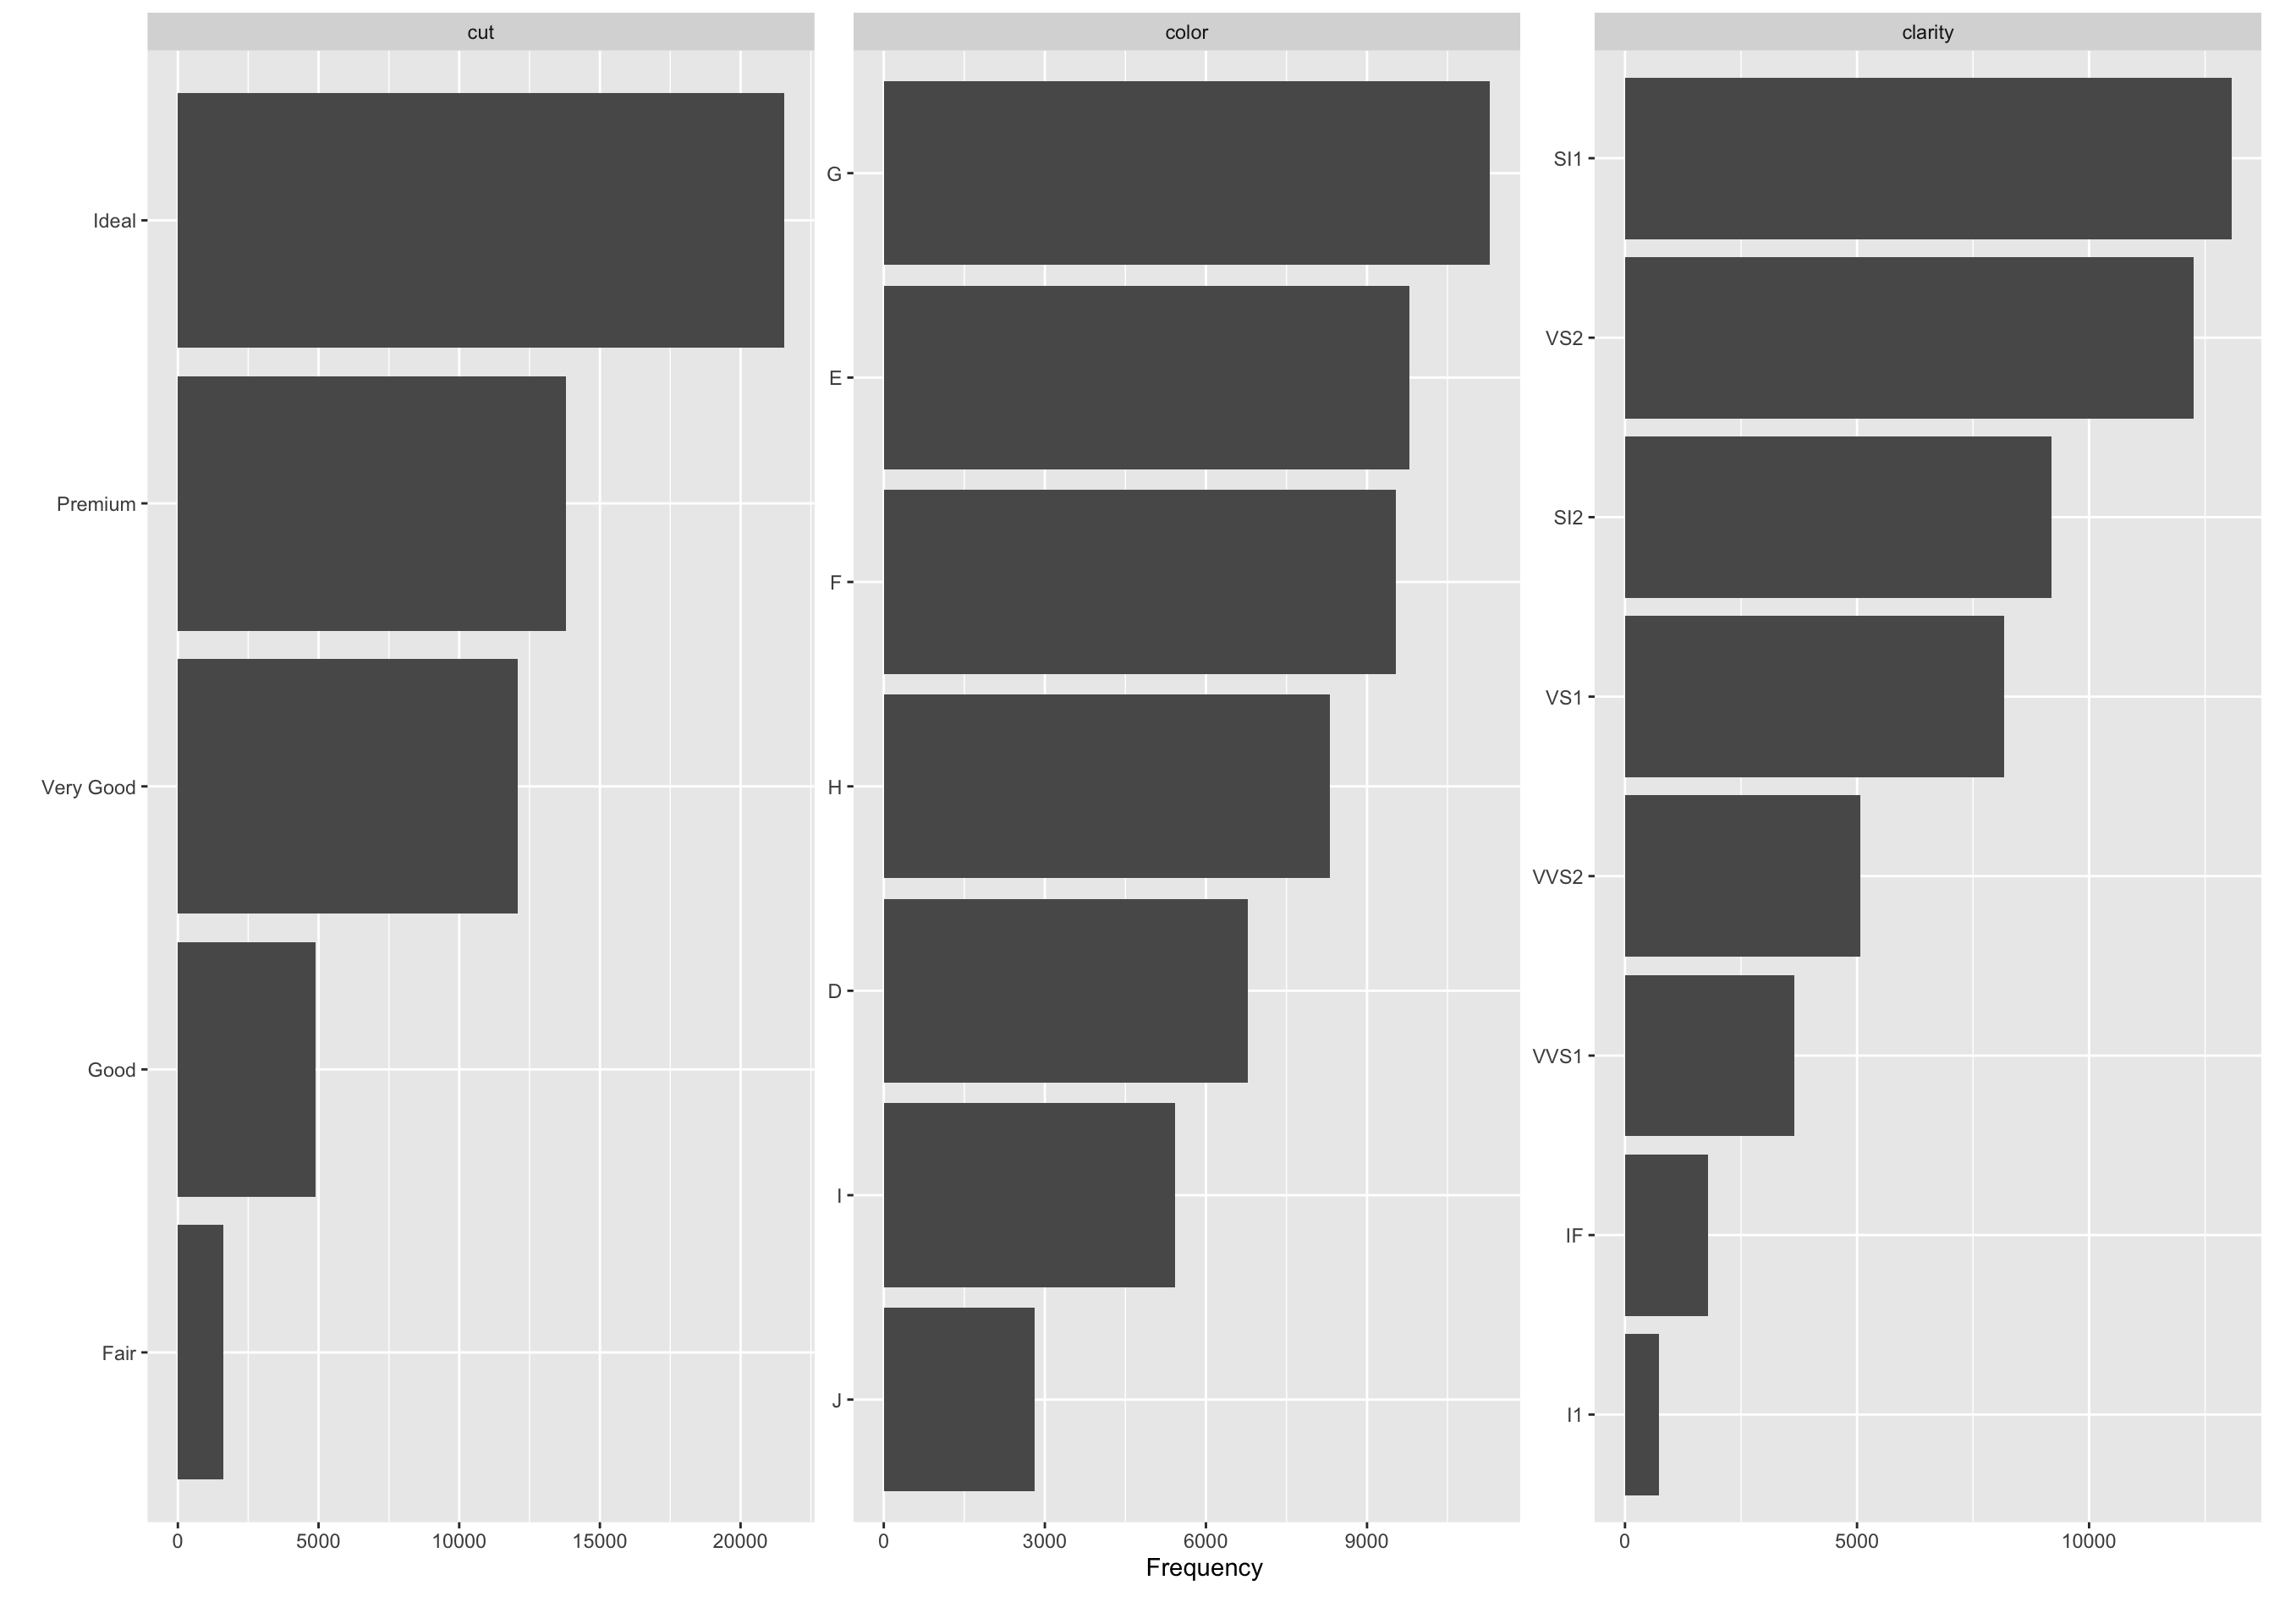 cut
Ideal
Premium
Very Good
Good
Fair
0 5000 10000 15000 20000
color
G
E
F
H
D
I
J
0 3000 6000 9000
clarity
SI1
VS2
SI2
VS1
VVS2
VVS1
IF
I1
0 5000 10000
Frequency